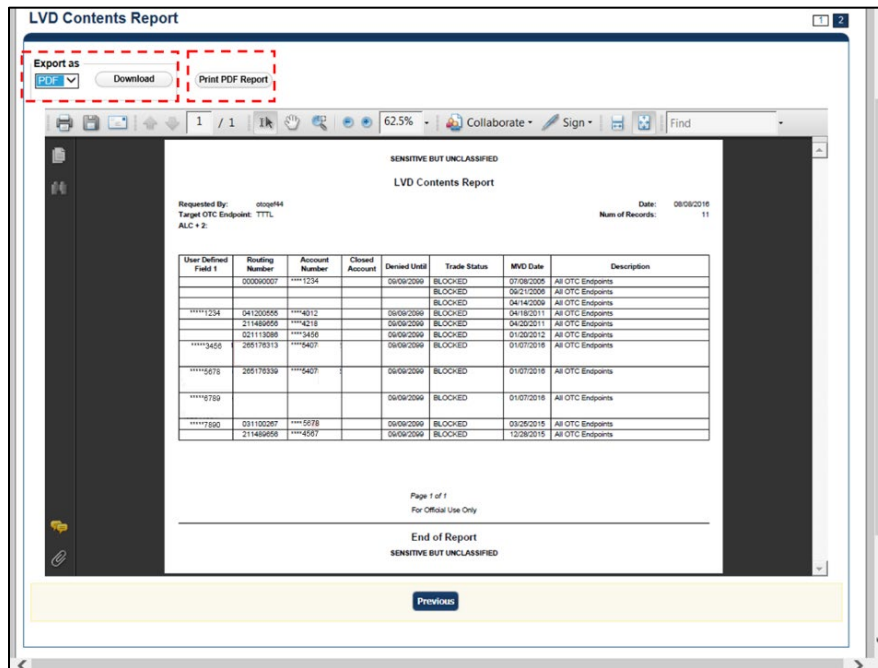 LVD Contents Report
1 2
Export as
PDF Download Print PDF Report
1 / 1 62.5% Collaborate Sign Find
SENSITIVE BUT UNCLASSIFIED
LVD Contents Report
Requested By: otoqef44 Date: 08/08/2016
Target OTC Endpoint: TTTL Num of Records: 11
ALC + 2:
User Defined Field 1 Routing Number Account Number Closed Account Denied Until Trade Status MVD Date Description
000090007 ****1234 09/09/2099 BLOCKED 07/08/2005 All OTC Endpoints
BLOCKED 09/21/2006 All OTC Endpoints
BLOCKED 04/14/2009 All OTC Endpoints
*****1234 041200555 ****4012 09/09/2099 BLOCKED 04/18/2011 All OTC Endpoints
211489656 ****4218 09/09/2099 BLOCKED 04/20/2011 All OTC Endpoints
021113086 ****3456 09/09/2099 BLOCKED 01/20/2012 All OTC Endpoints
*****3456 265176313 ****5407 09/09/2099 BLOCKED 01/07/2016 All OTC Endpoints
*****5678 265176339 ****5407 09/09/2099 BLOCKED 01/07/2016 All OTC Endpoints
*****6789 09/09/2099 BLOCKED 01/07/2016 All OTC Endpoints
*****7890 031100267 ****5678 09/09/2099 BLOCKED 03/25/2015 All OTC Endpoints
211489656 ****4567 09/09/2099 BLOCKED 12/28/2015 All OTC Endpoints
Page 1 of 1
For Official Use Only
End of Report
SENSITIVE BUT UNCLASSIFIED
Previous